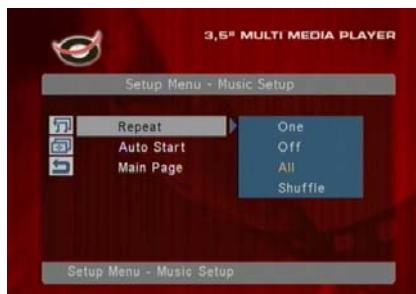 3,5" MULTI MEDIA PLAYER
Setup Menu - Music Setup
Repeat
One
Auto Start
Off
Main Page
All
Shuffle
Setup Menu - Music Setup